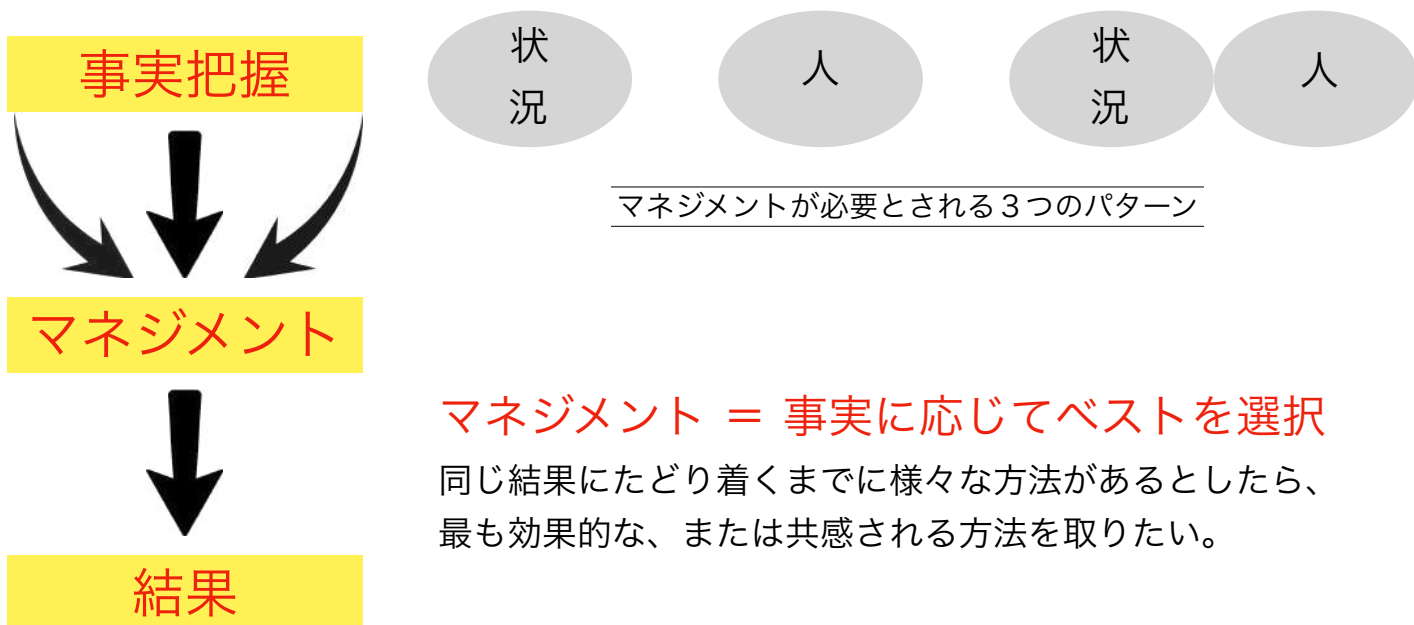 事実把握
状
況
人
状
況
人
マネジメントが必要とされる３つのパターン
マネジメント
マネジメント ＝ 事実に応じてベストを選択
同じ結果にたどり着くまでに様々な方法があるとしたら、
最も効果的な、または共感される方法を取りたい。
結果